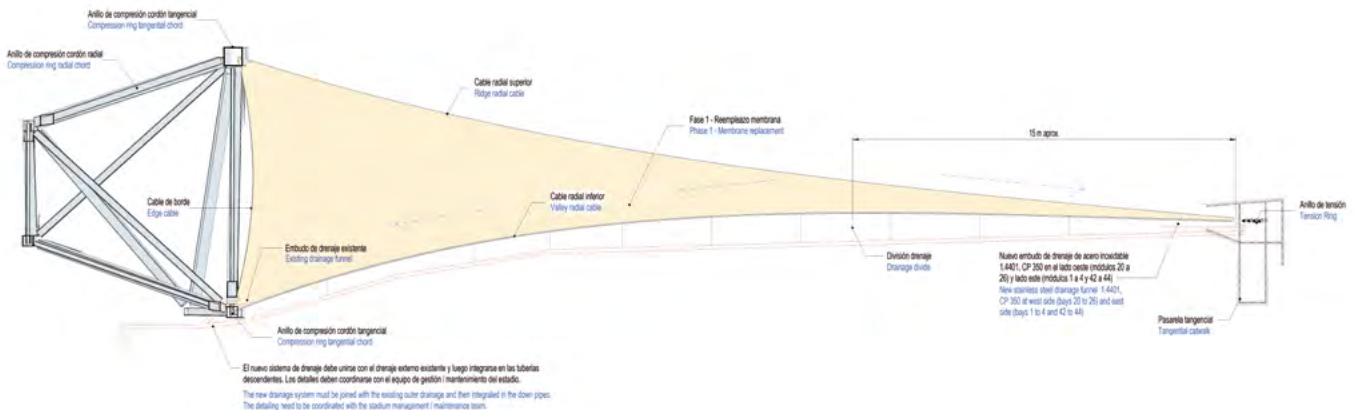 Anillo de compresión cordón tangencial
Compression ring tangential chord
Anillo de compresión cordón radial
Compression ring radial chord
Cable radial superior
Ridge radial cable
Fase 1 - Reemplazo membrana
Phase 1 - Membrane replacement
15 m aprox.
Cable de borde
Edge cable
Cable radial inferior
Valley radial cable
Anillo de tensión
Tension Ring
Embudo de drenaje existente
Existing drainage funnel
División drenaje
Drainage divide
Nuevo embudo de drenaje de acero inoxidable
1.4401, CP 350 en el lado oeste (módulos 20 a
26) y lado este (módulos 1 a 4 y 42 a 44)
New stainless steel drainage funnel 1.4401,
CP 350 at west side (bays 20 to 26) and east
side (bays 1 to 4 and 42 to 44)
Pasarela tangencial
Tangential catwalk
Anillo de compresión cordón tangencial
Compression ring tangential chord
El nuevo sistema de drenaje debe unirse con el drenaje externo existente y luego integrarse en las tuberías
descendentes. Los detalles deben coordinarse con el equipo de gestión / mantenimiento del estadio.
The new drainage system must be joined with the existing outer drainage and then integrated in the down pipes.
The detailing need to be coordinated with the stadium management / maintenance team.